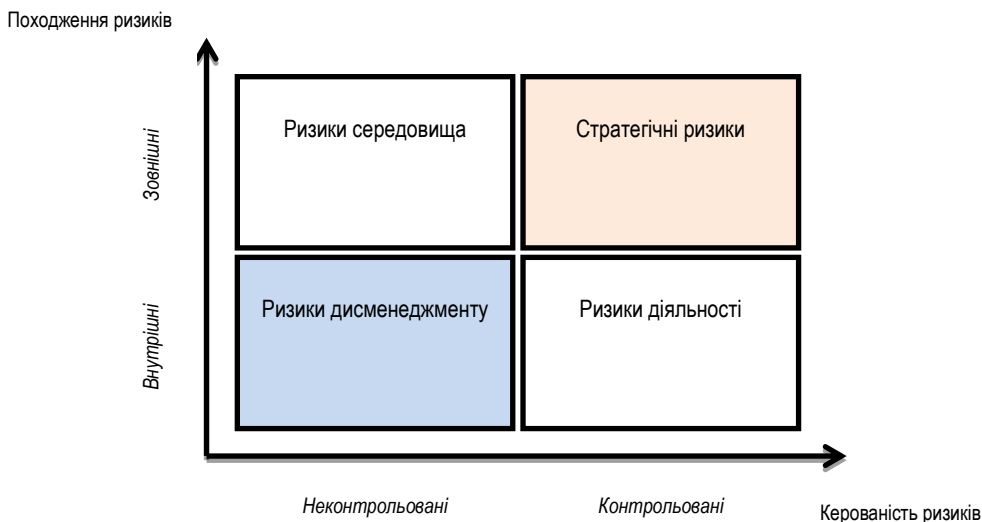 Походження ризиків
Зовнішні
Ризики середовища
Стратегічні ризики
Внутрішні
Ризики дисменеджменту
Ризики діяльності
Неконтрольовані
Контрольовані
Керованість ризиків